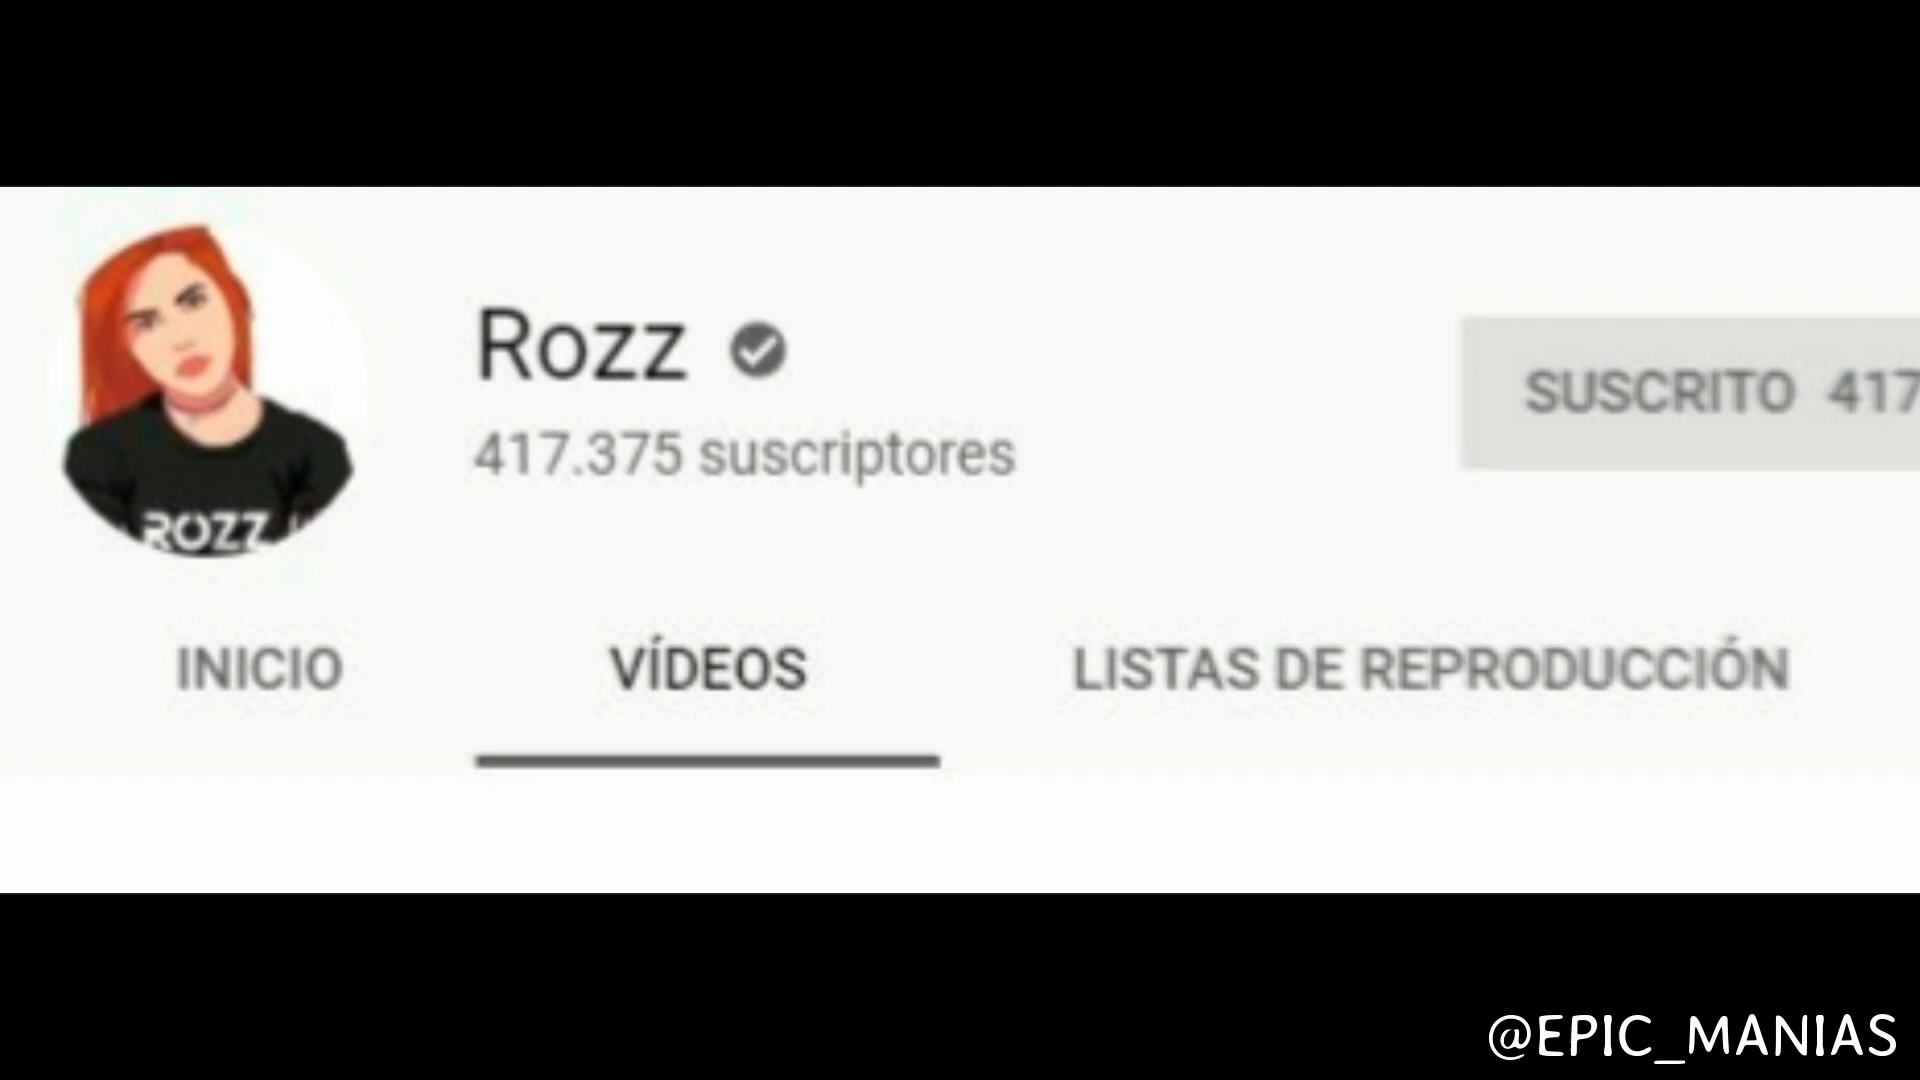 Rozz
417.375 suscriptores
SUSCRITO 417
ROZZ
INICIO VÍDEOS LISTAS DE REPRODUCCIÓN
@EPIC_MANIAS